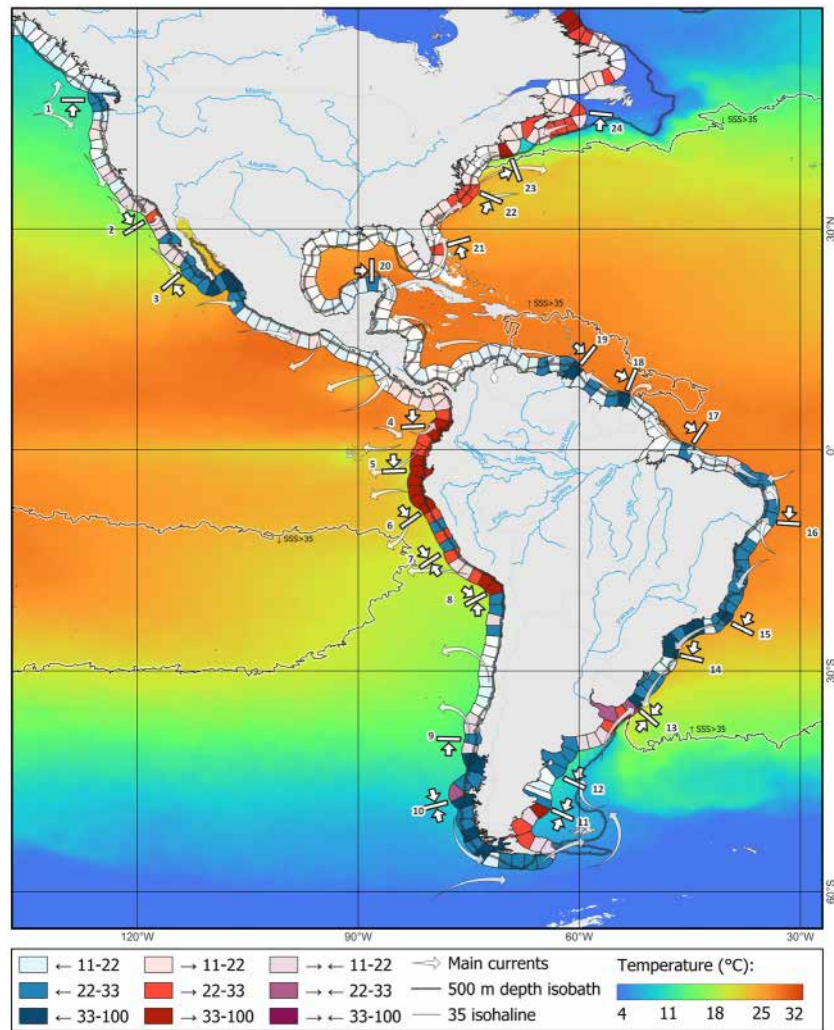 1
24
↓ SSS>35
23
22
2
21
30°N
20
3
↑ SSS>35
19
18
4
17
0°
5
6
16
↓ SSS>35
7
8
15
14
30°S
9
13
↑ SSS>35
12
10
11
60°S
120°W
90°W
60°W
30°W
← 11-22
→ 11-22
→ ← 11-22
Main currents
Temperature (°C):
← 22-33
→ 22-33
→ ← 22-33
500 m depth isobath
← 33-100
→ 33-100
→ ← 33-100
35 isohaline
4 11 18 25 32